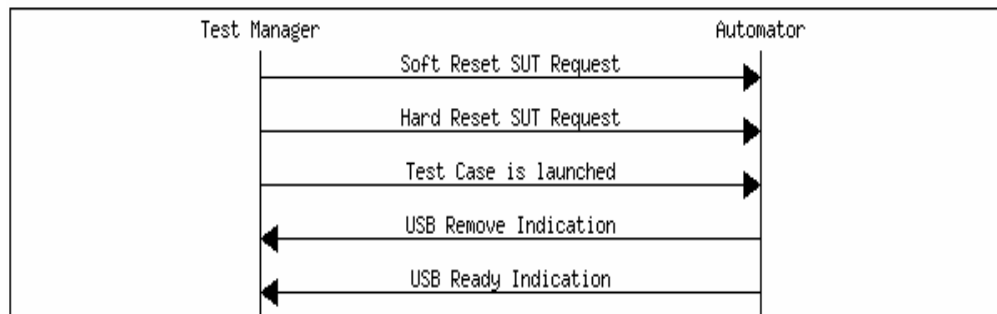 Test Manager Automator
Soft Reset SUT Request
Hard Reset SUT Request
Test Case is launched
USB Remove Indication
USB Ready Indication